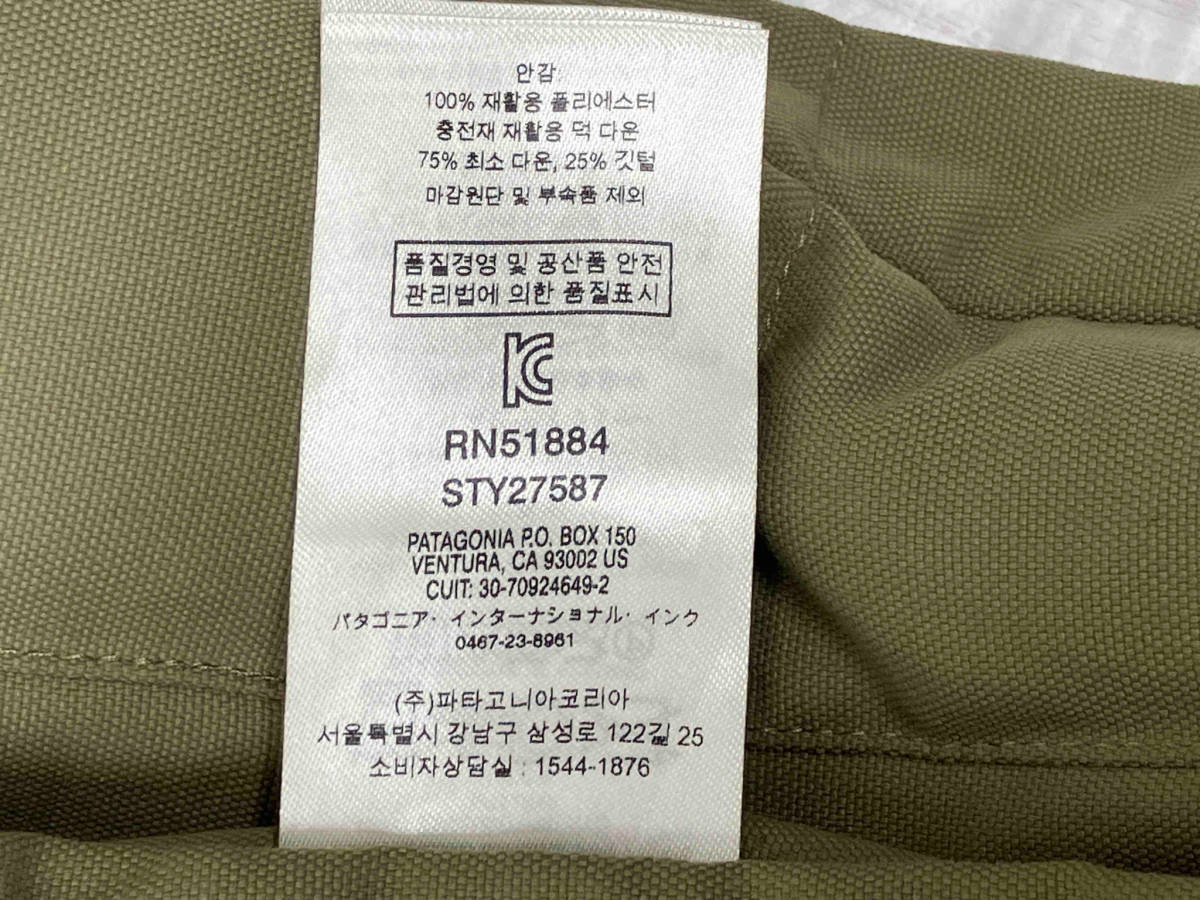 안감:
100% 재활용 폴리에스터
충전재 재활용 덕 다운
75% 최소 다운, 25% 깃털
마감원단 및 부속품 제외
품질경영 및 공산품 안전
관리법에 의한 품질표시
KC
RN51884
STY27587
PATAGONIA P.O. BOX 150
VENTURA, CA 93002 US
CUIT: 30-70924649-2
パタゴニア・インターナショナル・インク
0467-23-8961
(주)파타고니아코리아
서울특별시 강남구 삼성로 122길 25
소비자상담실 : 1544-1876